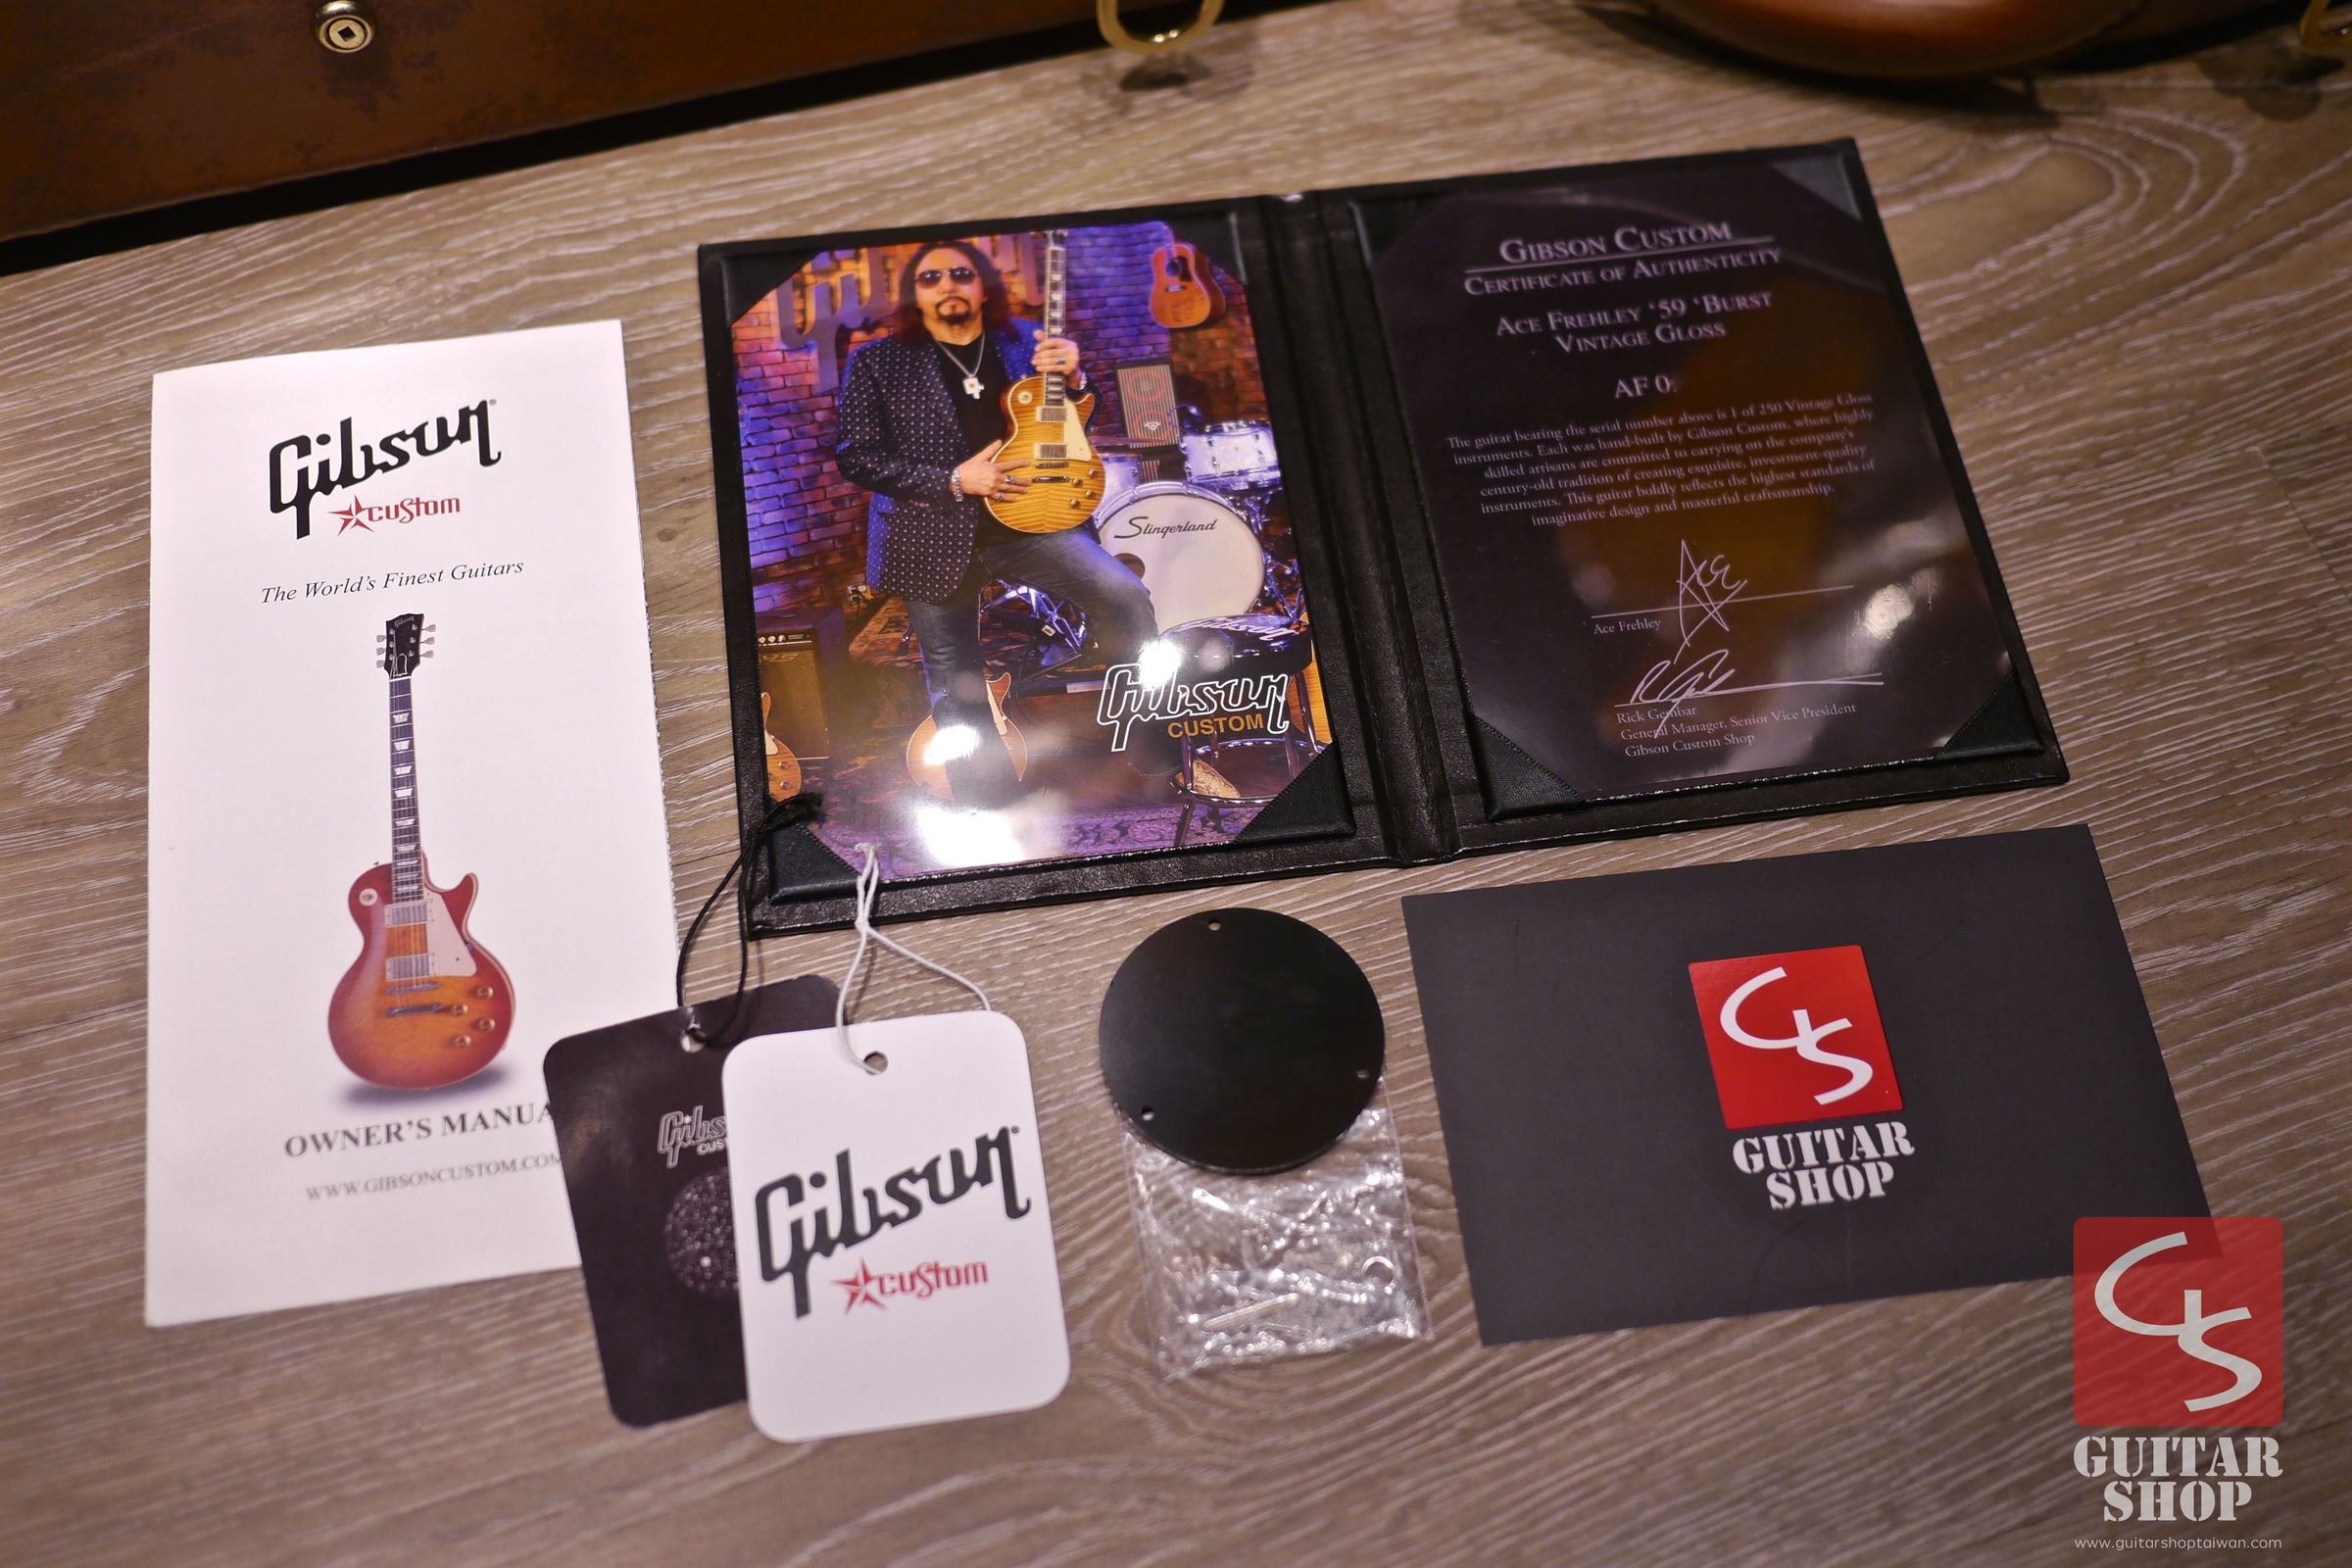 Gibson
custom
The World's Finest Guitars
Gibson
OWNER'S MANUA
WWW.GIBSONCUSTOM.COM
Slingerland
Gibson
Gibson
CUSTOM
GIBSON CUSTOM
CERTIFICATE OF AUTHENTICITY
ACE FREHLEY '59 'BURST
VINTAGE GLOSS
AF 0
The guitar bearing the serial number above is 1 of 250 Vintage Gloss
instruments. Each was hand-built by Gibson Custom, where highly
skilled artisans are committed to carrying on the company's
century-old tradition of creating exquisite, investment-quality
instruments. This guitar boldly reflects the highest standards of
imaginative design and masterful craftsmanship.
Ace
Ace Frehley
Rick Gembar
General Manager, Senior Vice President
Gibson Custom Shop
Gibs
CUS
Gibson
custom
GS
GUITAR
SHOP
GS
GUITAR
SHOP
www.guitarshoptaiwan.com